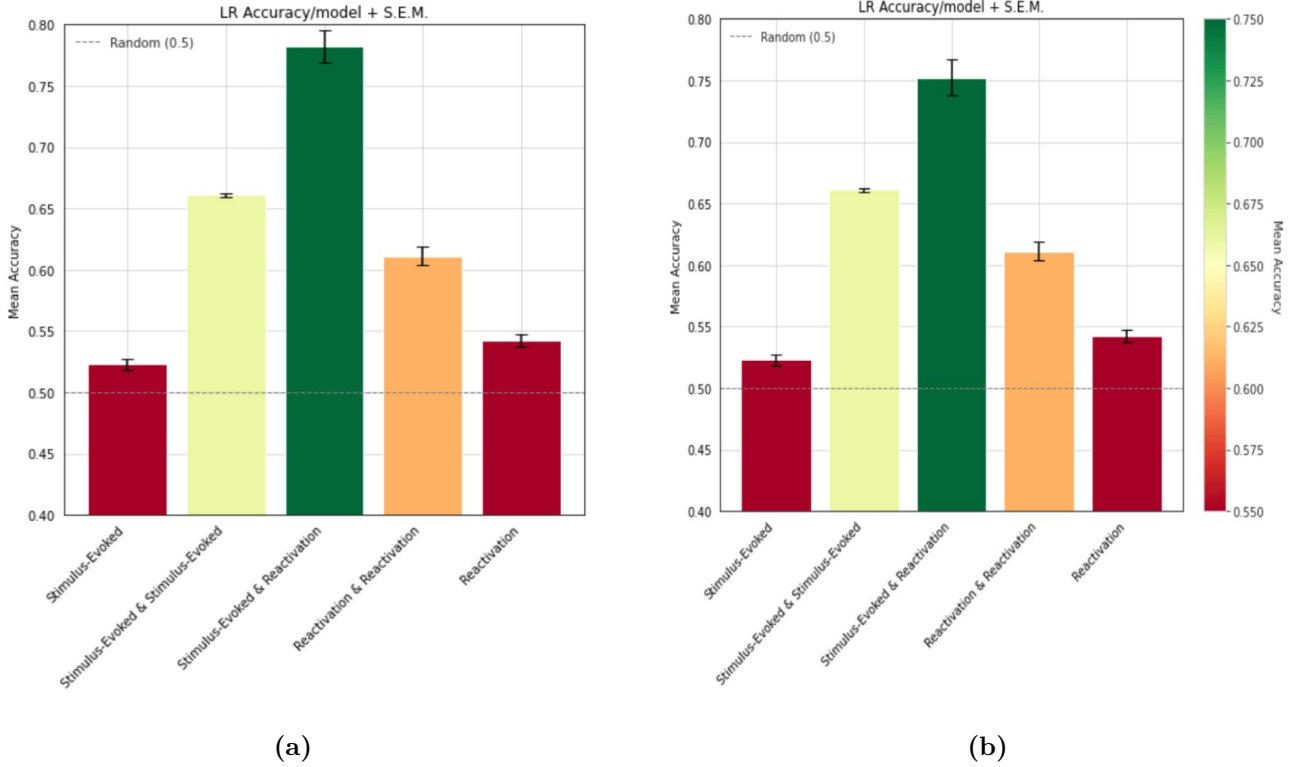 LR Accuracy/model + S.E.M.
Random (0.5)
0.80
0.75
0.70
0.65
0.60
0.55
0.50
0.45
0.40
Mean Accuracy
Stimulus-Evoked
Stimulus-Evoked & Stimulus-Evoked
Stimulus-Evoked & Reactivation
Reactivation & Reactivation
Reactivation
(a)
LR Accuracy/model + S.E.M.
Random (0.5)
0.80
0.75
0.70
0.65
0.60
0.55
0.50
0.45
0.40
Mean Accuracy
Stimulus-Evoked
Stimulus-Evoked & Stimulus-Evoked
Stimulus-Evoked & Reactivation
Reactivation & Reactivation
Reactivation
0.750
0.725
0.700
0.675
0.650
0.625
0.600
0.575
0.550
Mean Accuracy
(b)